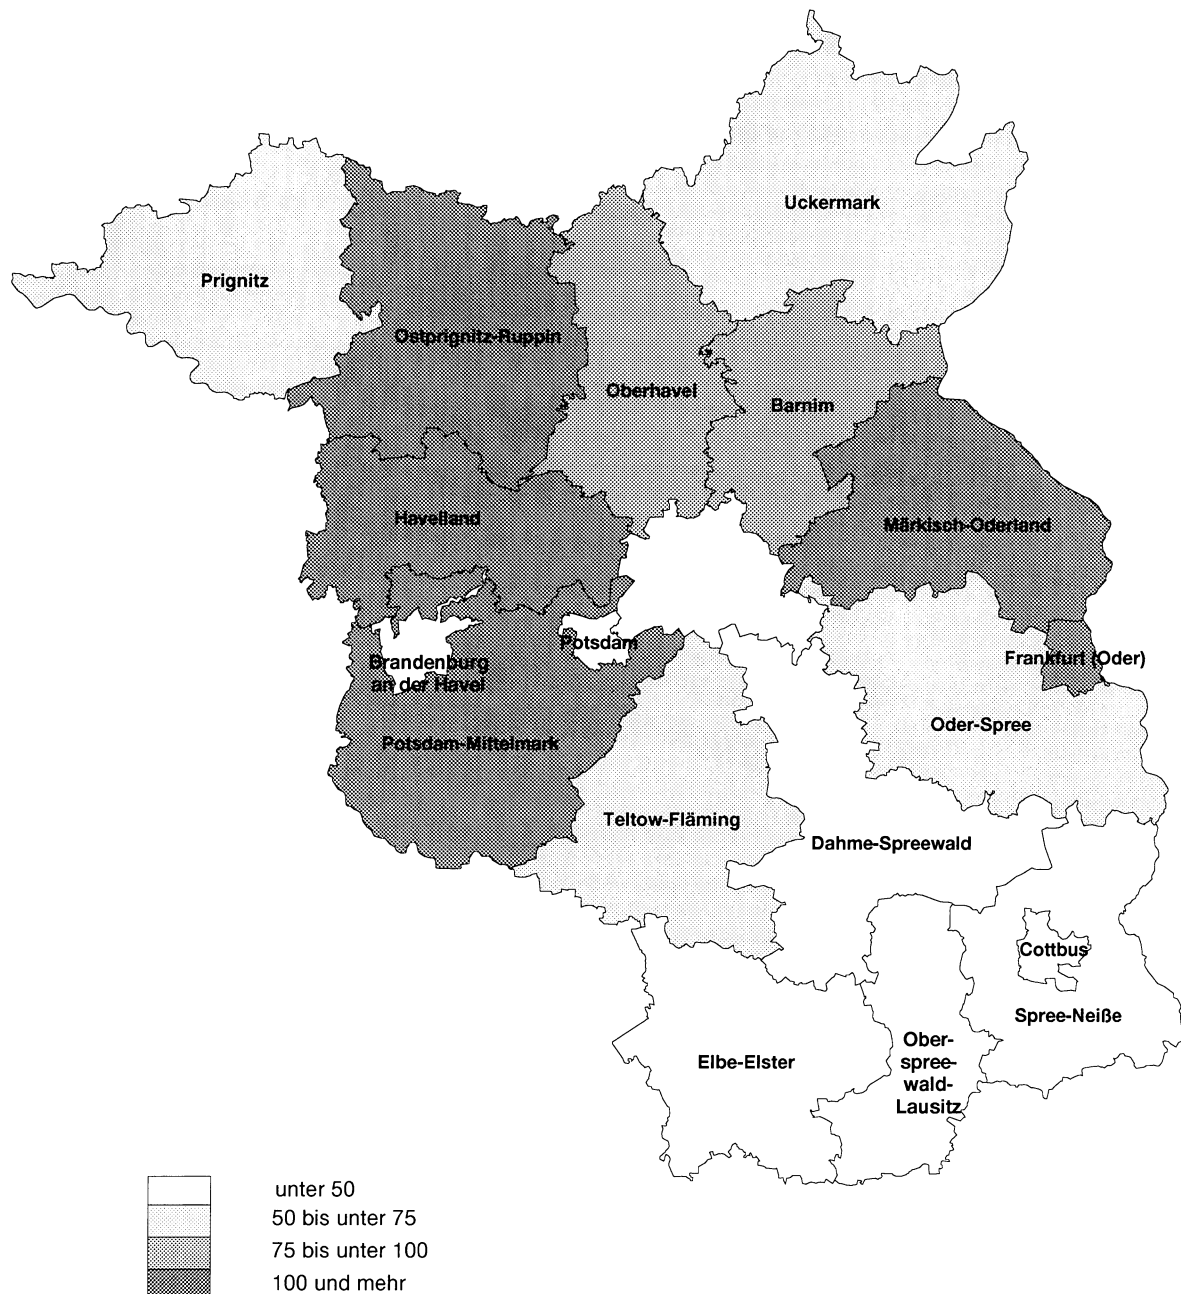 Uckermark
Prignitz
Ostprignitz-Ruppin
Oberhavel
Barnim
Havelland
Märkisch-Oderland
Potsdam
Brandenburg
an der Havel
Frankfurt (Oder)
Oder-Spree
Potsdam-Mittelmark
Teltow-Fläming
Dahme-Spreewald
Cottbus
Spree-Neiße
Elbe-Elster
Ober-
spree-
wald-
Lausitz
unter 50
50 bis unter 75
75 bis unter 100
100 und mehr